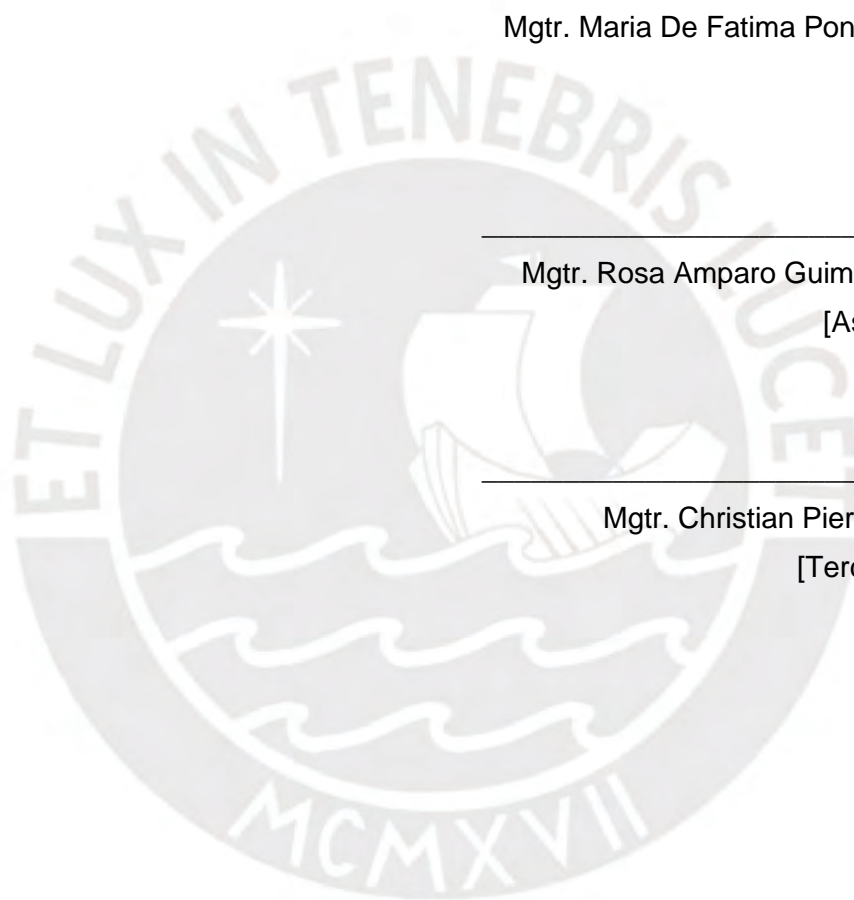 Mgtr. Maria De Fatima Pon
ET LUX IN TENEBRIS LUCET
Mgtr. Rosa Amparo Guim
[As
Mgtr. Christian Pier
[Terc
MCMXVII